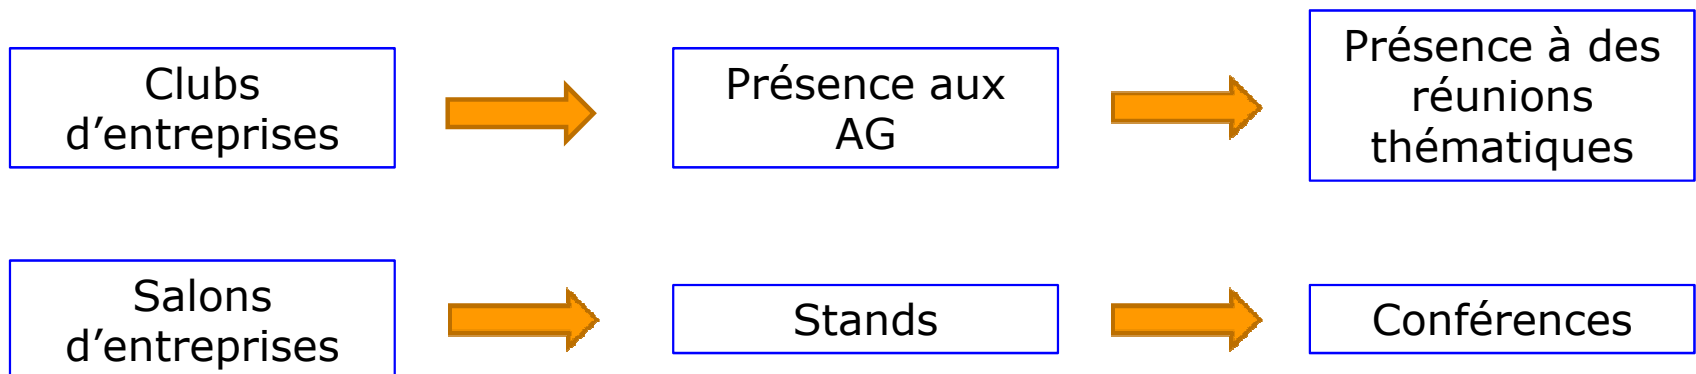 Clubs
d’entreprises
Présence aux
AG
Présence à des
réunions
thématiques
Salons
d’entreprises
Stands
Conférences